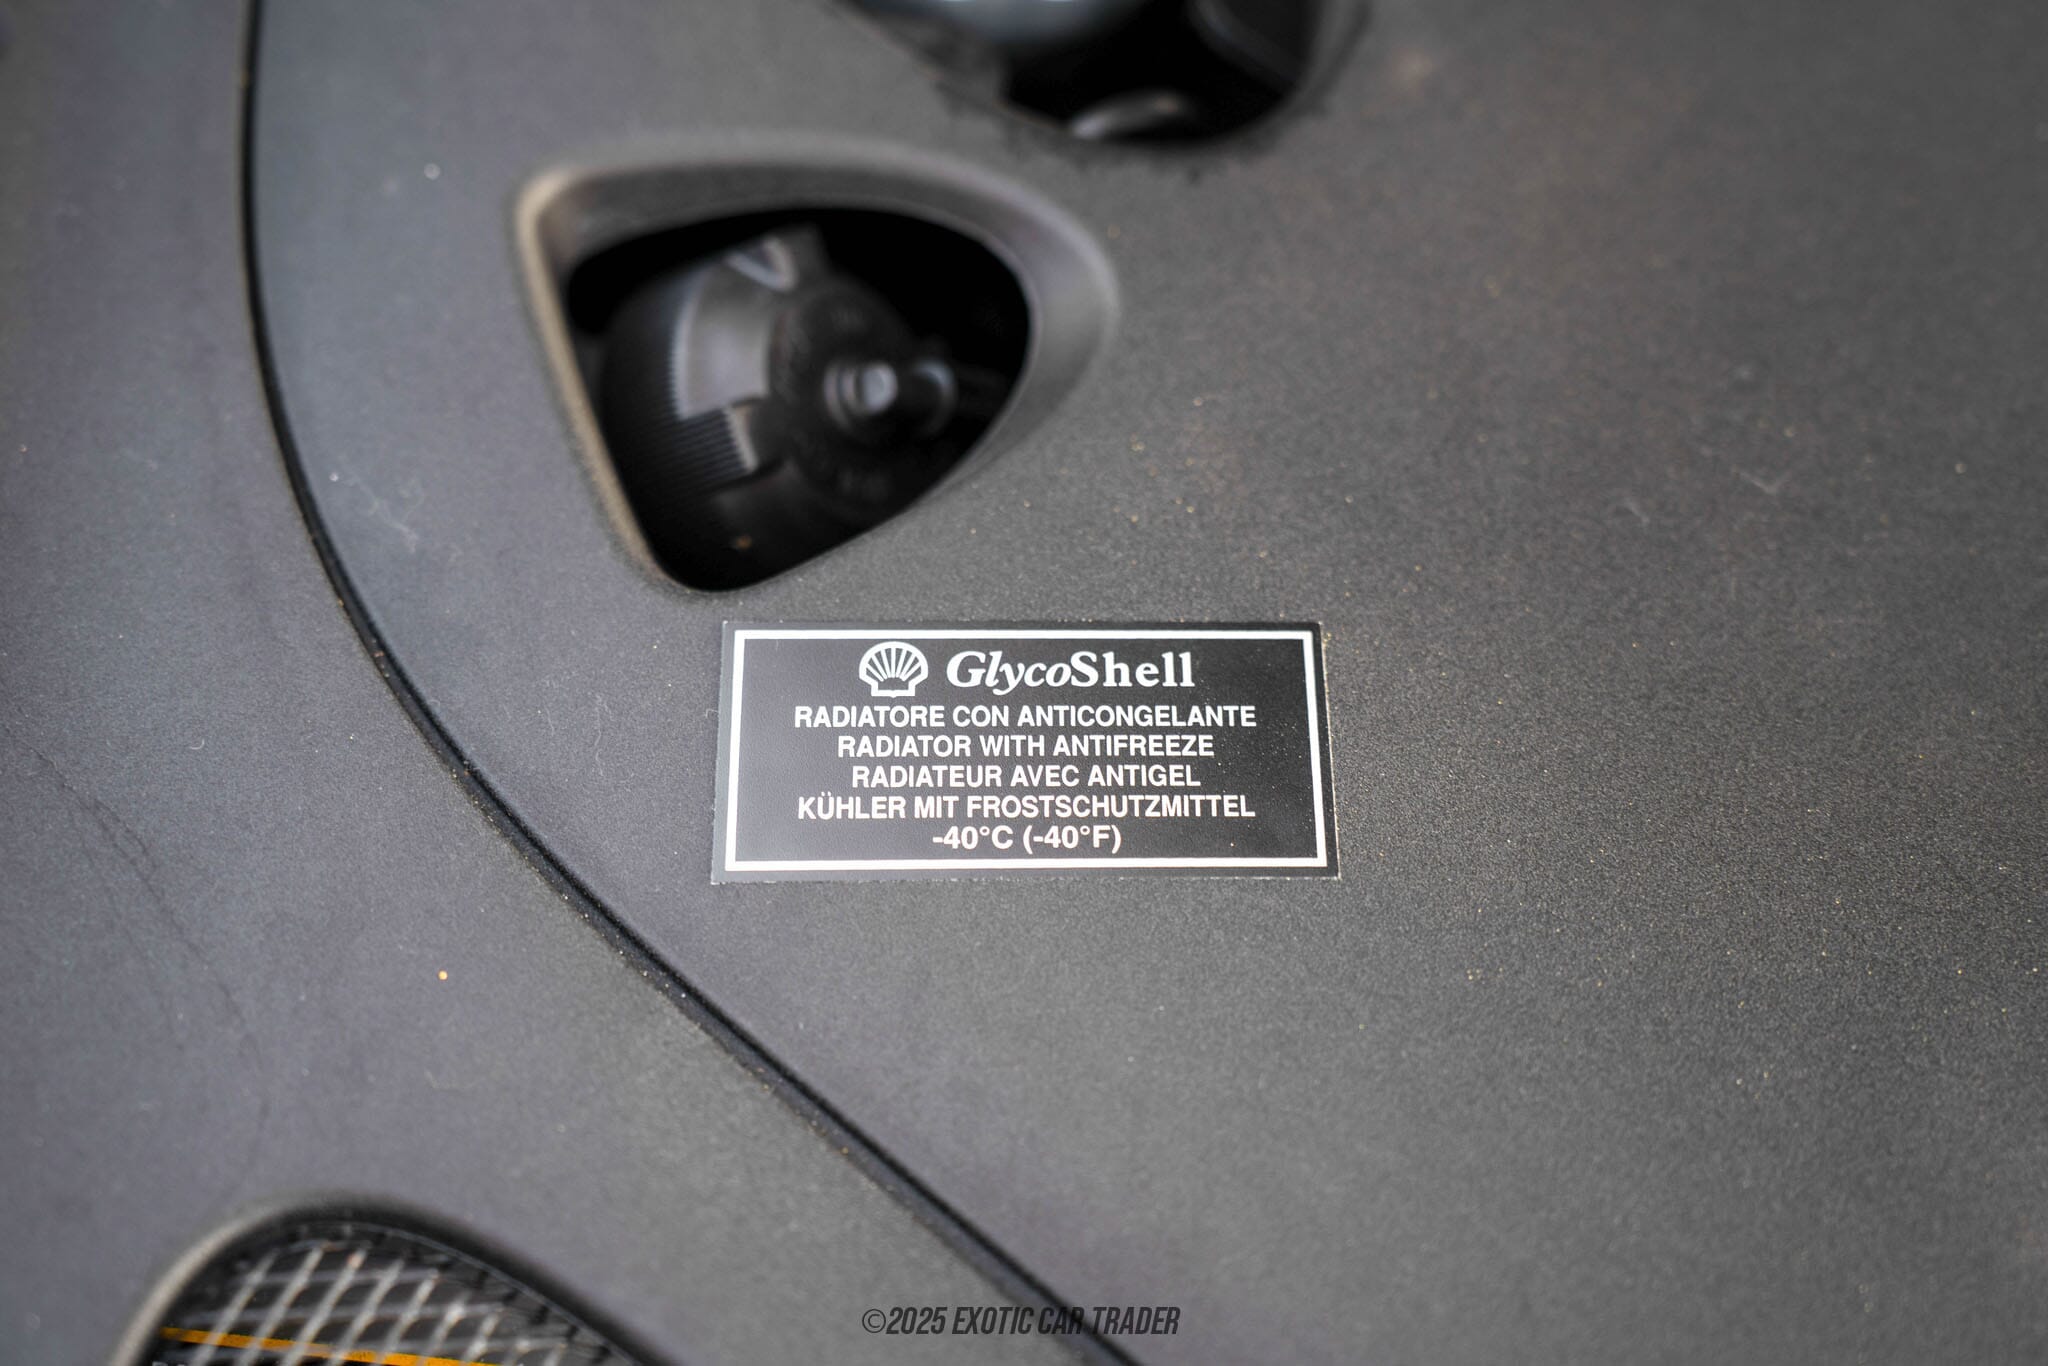 GlycoShell
RADIATORE CON ANTICONGELANTE
RADIATOR WITH ANTIFREEZE
RADIATEUR AVEC ANTIGEL
KÜHLER MIT FROSTSCHUTZMITTEL
-40°C (-40°F)
©2025 EXOTIC CAR TRADER